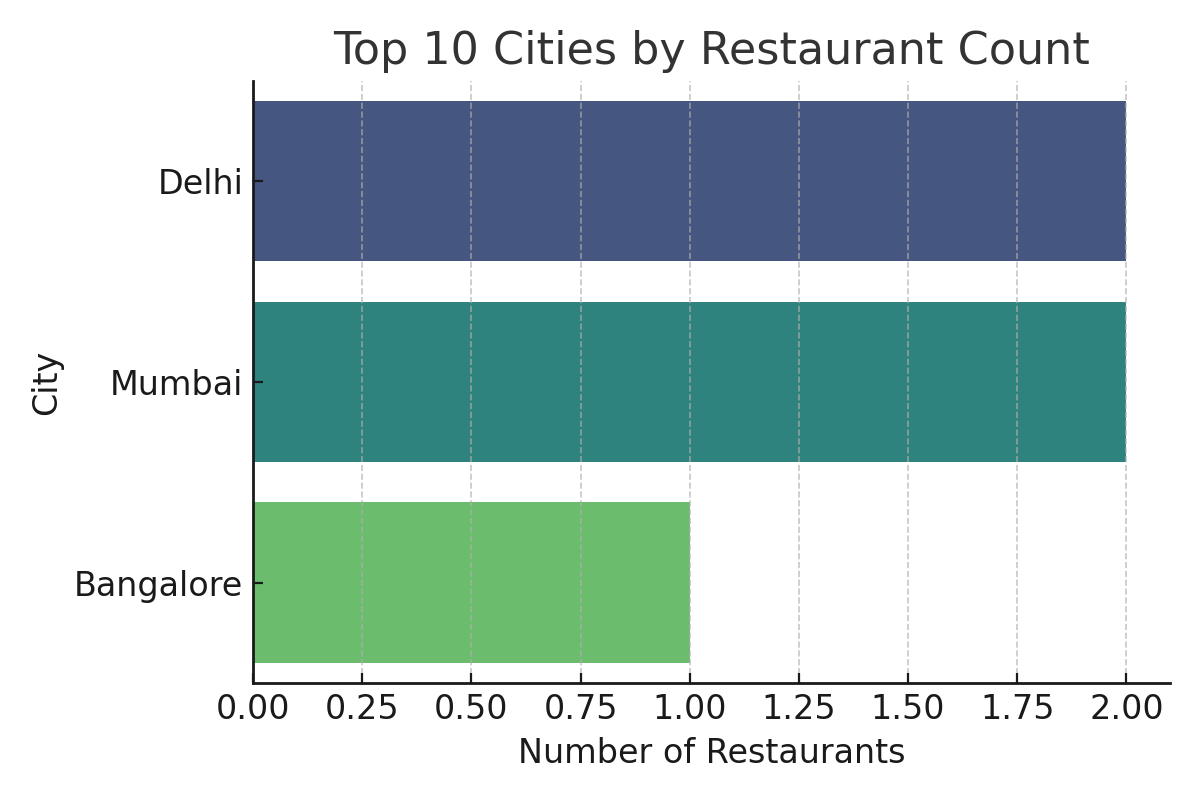 Top 10 Cities by Restaurant Count
City
Delhi
Mumbai
Bangalore
0.00 0.25 0.50 0.75 1.00 1.25 1.50 1.75 2.00
Number of Restaurants